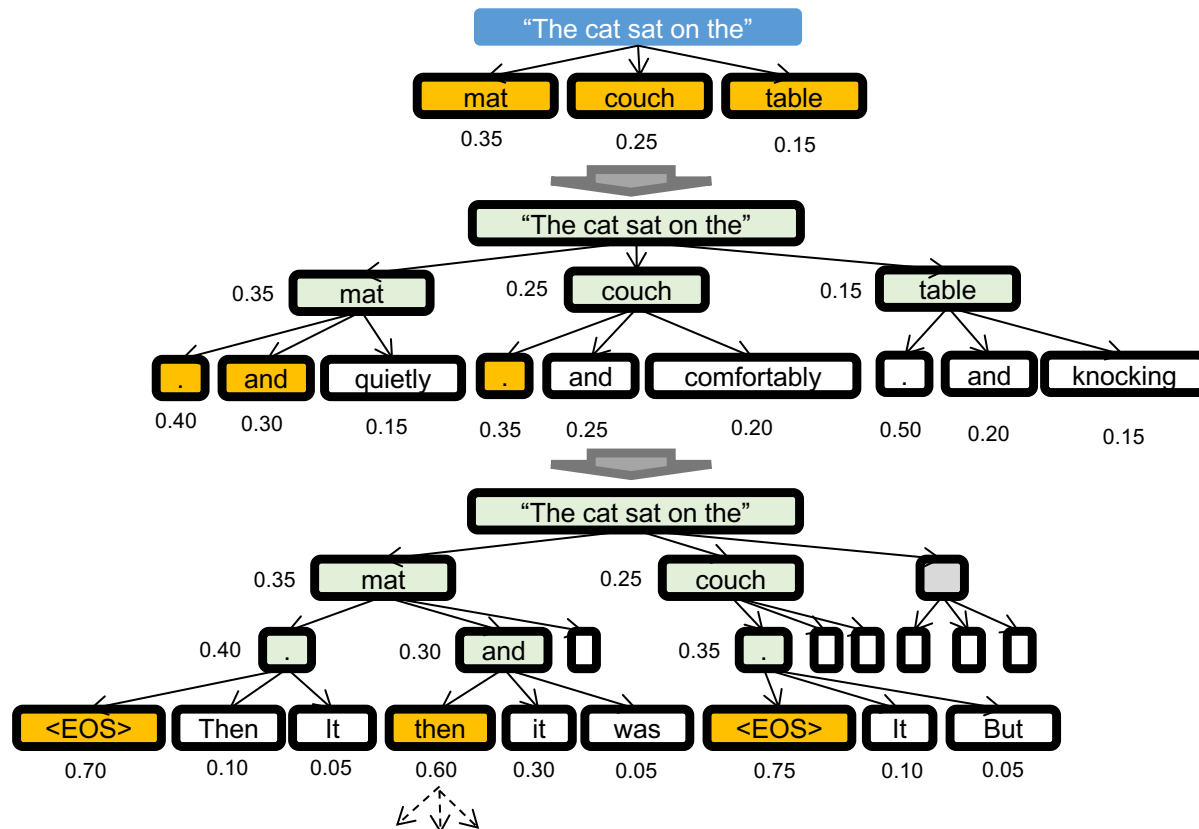 “The cat sat on the”
mat couch table
0.35 0.25 0.15
“The cat sat on the”
0.35 mat 0.25 couch 0.15 table
. and quietly . and comfortably . and knocking
0.40 0.30 0.15 0.35 0.25 0.20 0.50 0.20 0.15
“The cat sat on the”
0.35 mat 0.25 couch
0.40 . 0.30 and 0.35 .
<EOS> Then It then it was <EOS> It But
0.70 0.10 0.05 0.60 0.30 0.05 0.75 0.10 0.05